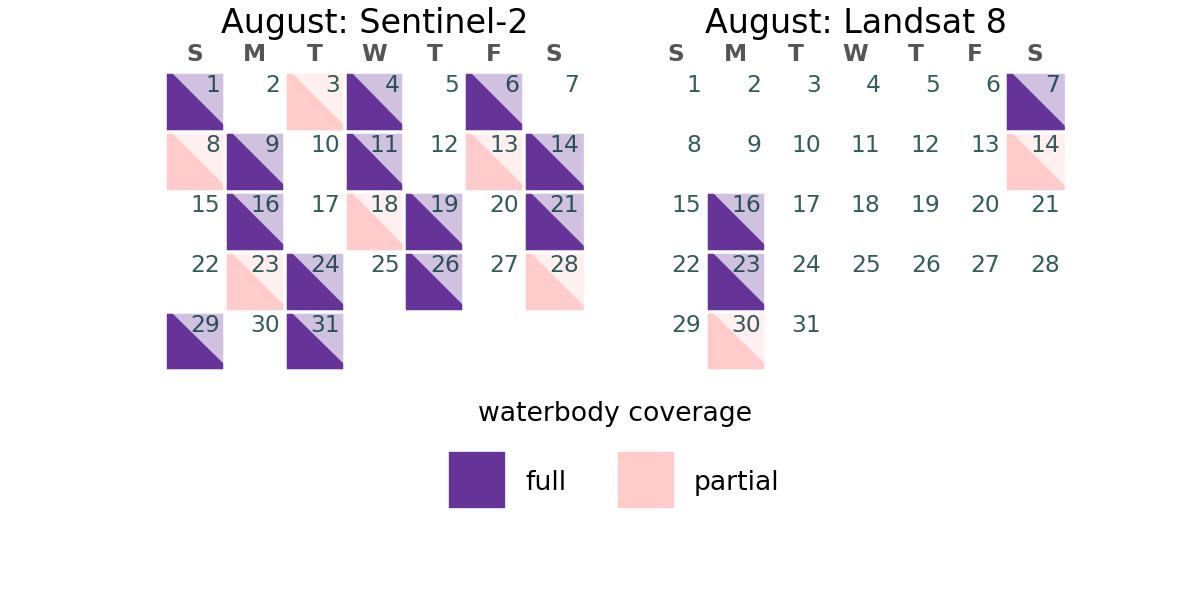 August: Sentinel-2
S M T W T F S
1 2 3 4 5 6 7
8 9 10 11 12 13 14
15 16 17 18 19 20 21
22 23 24 25 26 27 28
29 30 31
August: Landsat 8
S M T W T F S
1 2 3 4 5 6 7
8 9 10 11 12 13 14
15 16 17 18 19 20 21
22 23 24 25 26 27 28
29 30 31
waterbody coverage
full
partial